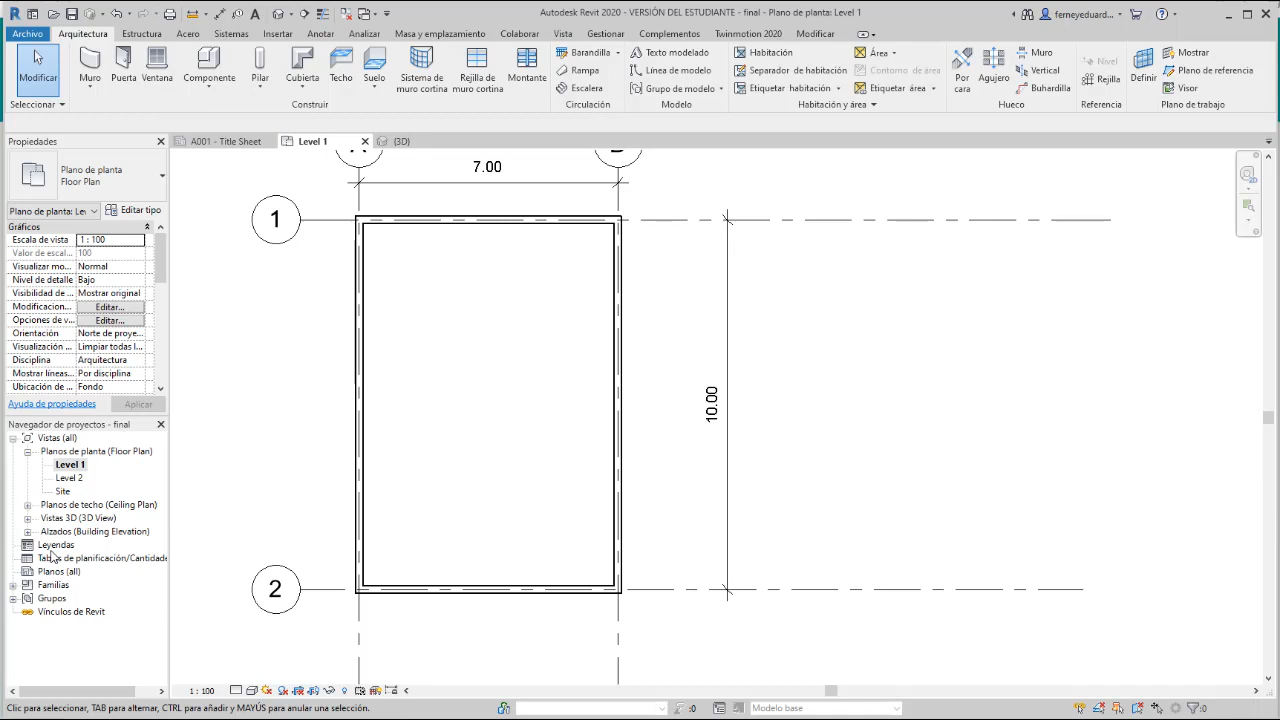 Autodesk Revit 2020 - VERSIÓN DEL ESTUDIANTE - final - Plano de planta: Level 1
ferneyeduard...
Archivo Arquitectura Estructura Acero Sistemas Insertar Anotar Analizar Masa y emplazamiento Colaborar Vista Gestionar Complementos Twinmotion 2020 Modificar
Modificar Muro Puerta Ventana Componente Pilar Cubierta Techo Suelo Sistema de muro cortina Rejilla de muro cortina Montante
Barandilla
Rampa
Escalera
Texto modelado
Línea de modelo
Grupo de modelo
Habitación
Separador de habitación
Etiquetar habitación
Área
Contorno de área
Etiquetar área
Por cara
Agujero
Muro
Vertical
Buhardilla
Nivel
Rejilla
Definir
Mostrar
Plano de referencia
Visor
Seleccionar Construir Circulación Modelo Habitación y área Hueco Referencia Plano de trabajo
Propiedades
A001 - Title Sheet Level 1 (3D)
Plano de planta
Floor Plan
Plano de planta: Le
Editar tipo
Gráficos
Escala de vista 1 : 100
Valor de escal... 100
Visualizar mo... Normal
Nivel de detalle Bajo
Visibilidad de ... Mostrar original
Modificacion... Editar...
Opciones de v... Editar...
Orientación Norte de proye...
Visualización ... Limpiar todas l...
Disciplina Arquitectura
Mostrar líneas... Por disciplina
Ubicación de ... Fondo
Ayuda de propiedades Aplicar
Navegador de proyectos - final
Vistas (all)
Planos de planta (Floor Plan)
Level 1
Level 2
Site
Planos de techo (Ceiling Plan)
Vistas 3D (3D View)
Alzados (Building Elevation)
Leyendas
Tablas de planificación/Cantidade
Planos (all)
Familias
Grupos
Vínculos de Revit
7.00
1
10.00
2
1 : 100
Clic para seleccionar, TAB para alternar, CTRL para añadir y MAYÚS para anular una selección.
:0
Modelo base
:0